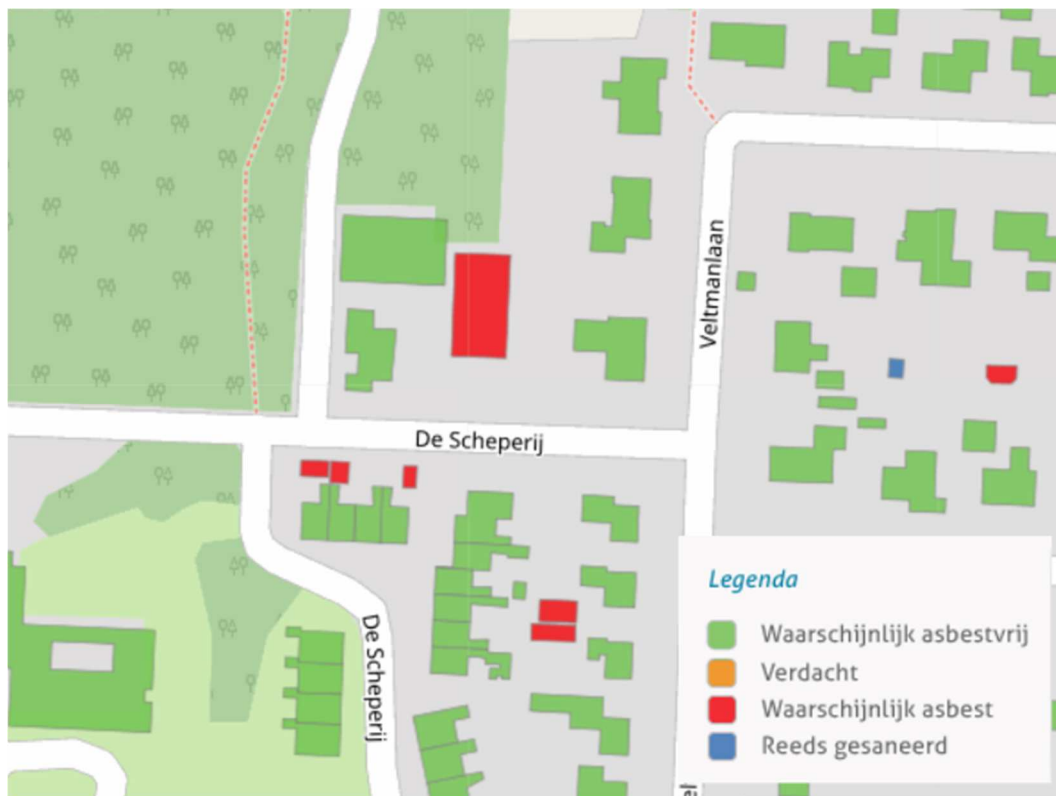 Veltmanlaan
De Scheperij
De Scheperij
Legenda
Waarschijnlijk asbestvrij
Verdacht
Waarschijnlijk asbest
Reeds gesaneerd